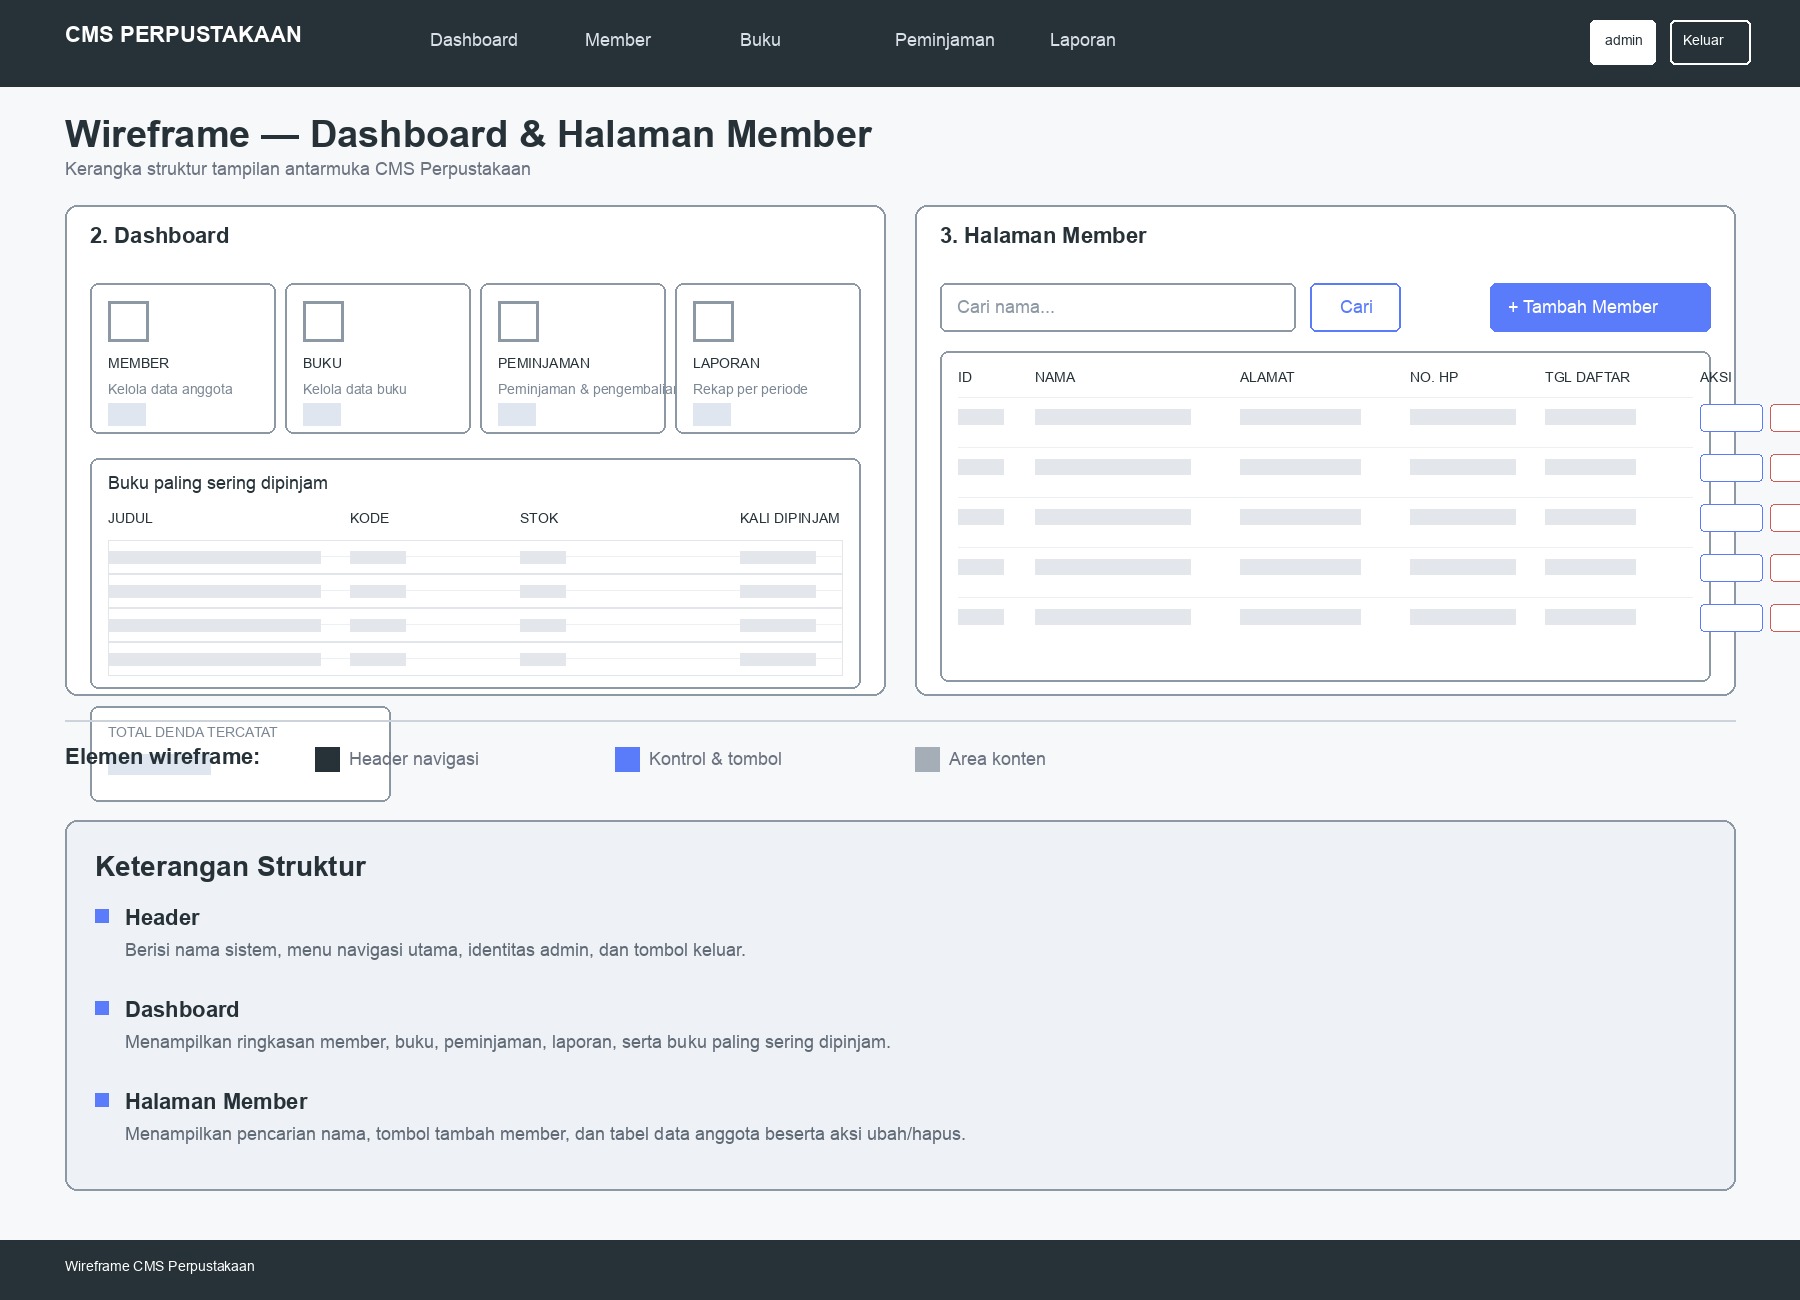 CMS PERPUSTAKAAN
Dashboard
Member
Buku
Peminjaman
Laporan
admin
Keluar
Wireframe — Dashboard & Halaman Member
Kerangka struktur tampilan antarmuka CMS Perpustakaan
2. Dashboard
MEMBER
Kelola data anggota
BUKU
Kelola data buku
PEMINJAMAN
Peminjaman & pengembalian
LAPORAN
Rekap per periode
Buku paling sering dipinjam
JUDUL
KODE
STOK
KALI DIPINJAM
TOTAL DENDA TERCATAT
3. Halaman Member
Cari nama...
Cari
+ Tambah Member
ID
NAMA
ALAMAT
NO. HP
TGL DAFTAR
AKSI
Elemen wireframe:
Header navigasi
Kontrol & tombol
Area konten
Keterangan Struktur
Header
Berisi nama sistem, menu navigasi utama, identitas admin, dan tombol keluar.
Dashboard
Menampilkan ringkasan member, buku, peminjaman, laporan, serta buku paling sering dipinjam.
Halaman Member
Menampilkan pencarian nama, tombol tambah member, dan tabel data anggota beserta aksi ubah/hapus.
Wireframe CMS Perpustakaan